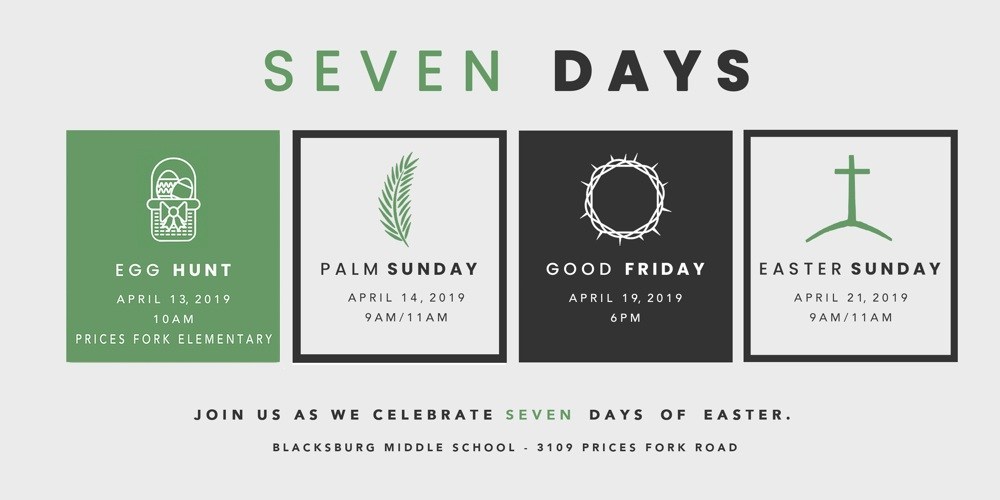 SEVEN DAYS
EGG HUNT
APRIL 13, 2019
10AM
PRICES FORK ELEMENTARY
PALM SUNDAY
APRIL 14, 2019
9AM/11AM
GOOD FRIDAY
APRIL 19, 2019
6PM
EASTER SUNDAY
APRIL 21, 2019
9AM/11AM
JOIN US AS WE CELEBRATE SEVEN DAYS OF EASTER.
BLACKSBURG MIDDLE SCHOOL - 3109 PRICES FORK ROAD